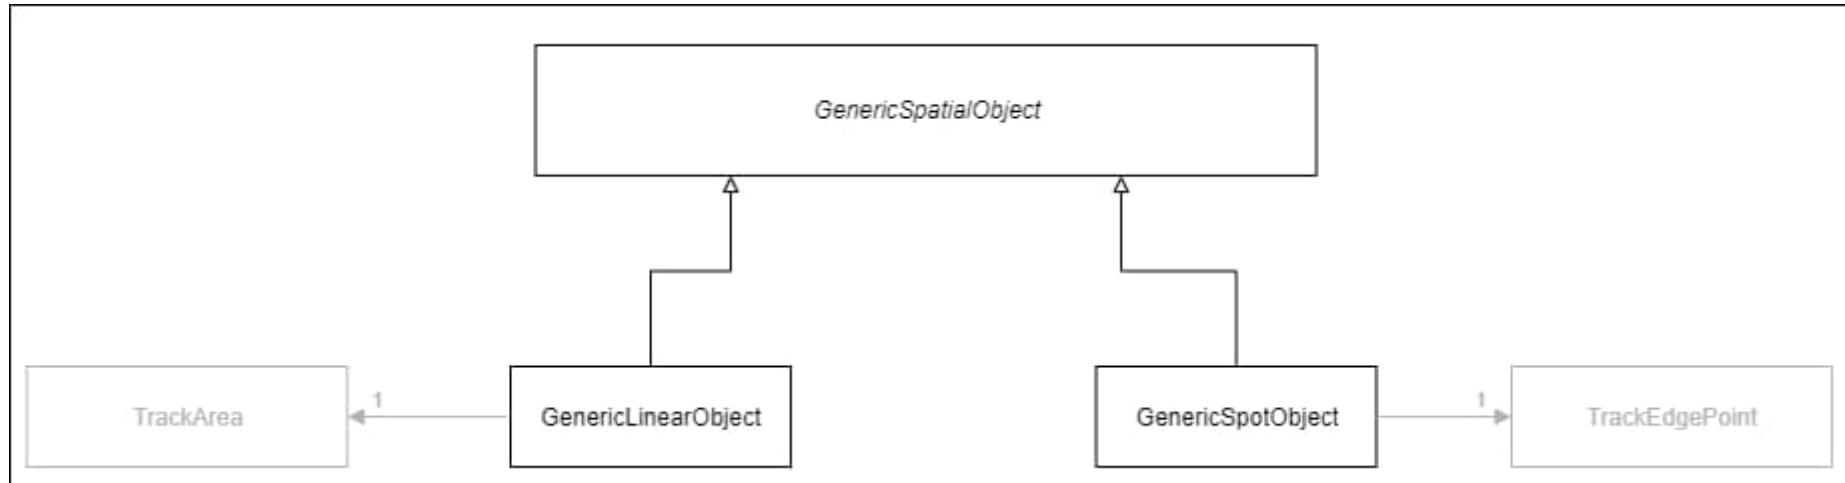 GenericSpatialObject
TrackArea
1
GenericLinearObject
GenericSpotObject
1
TrackEdgePoint